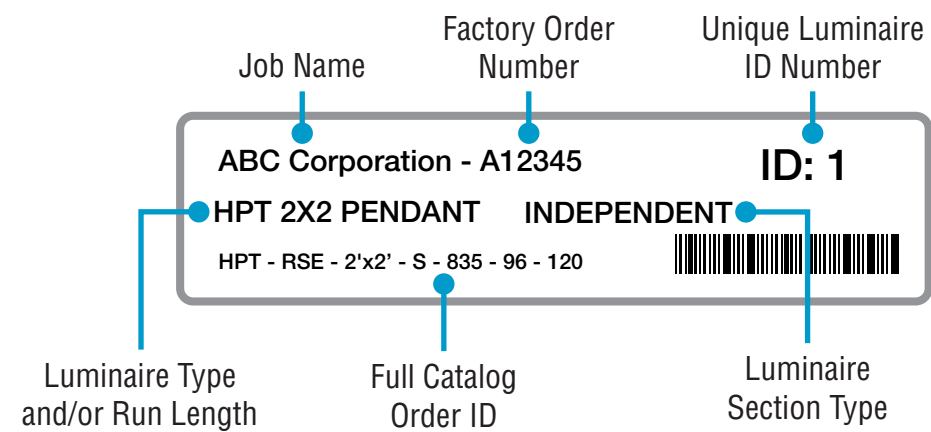 Job Name
Factory Order
Number
Unique Luminaire
ID Number
ABC Corporation - A12345
ID: 1
HPT 2X2 PENDANT
INDEPENDENT
HPT - RSE - 2'x2’ - S - 835 - 96 - 120
Luminaire Type
and/or Run Length
Full Catalog
Order ID
Luminaire
Section Type